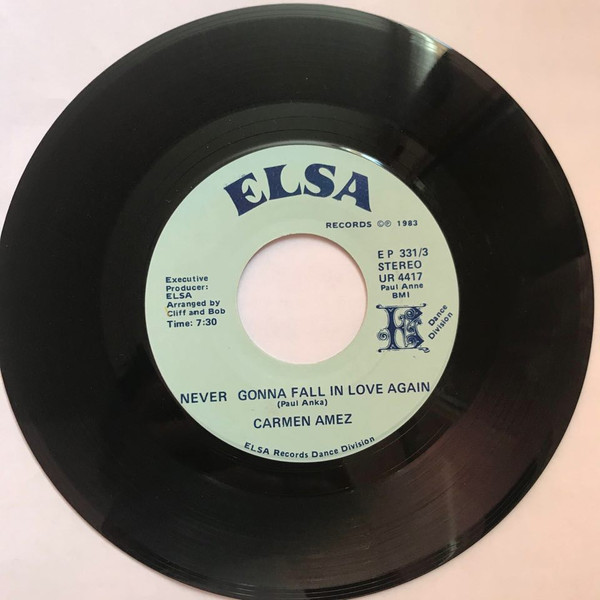 ELSA
RECORDS ©℗ 1983
E P 331/3
STEREO
UR 4417
Paul Anne
BMI
Executive
Producer:
ELSA
Arranged by
Cliff and Bob
Time: 7:30
E
Dance
Division
NEVER GONNA FALL IN LOVE AGAIN
(Paul Anka)
CARMEN AMEZ
ELSA Records Dance Division